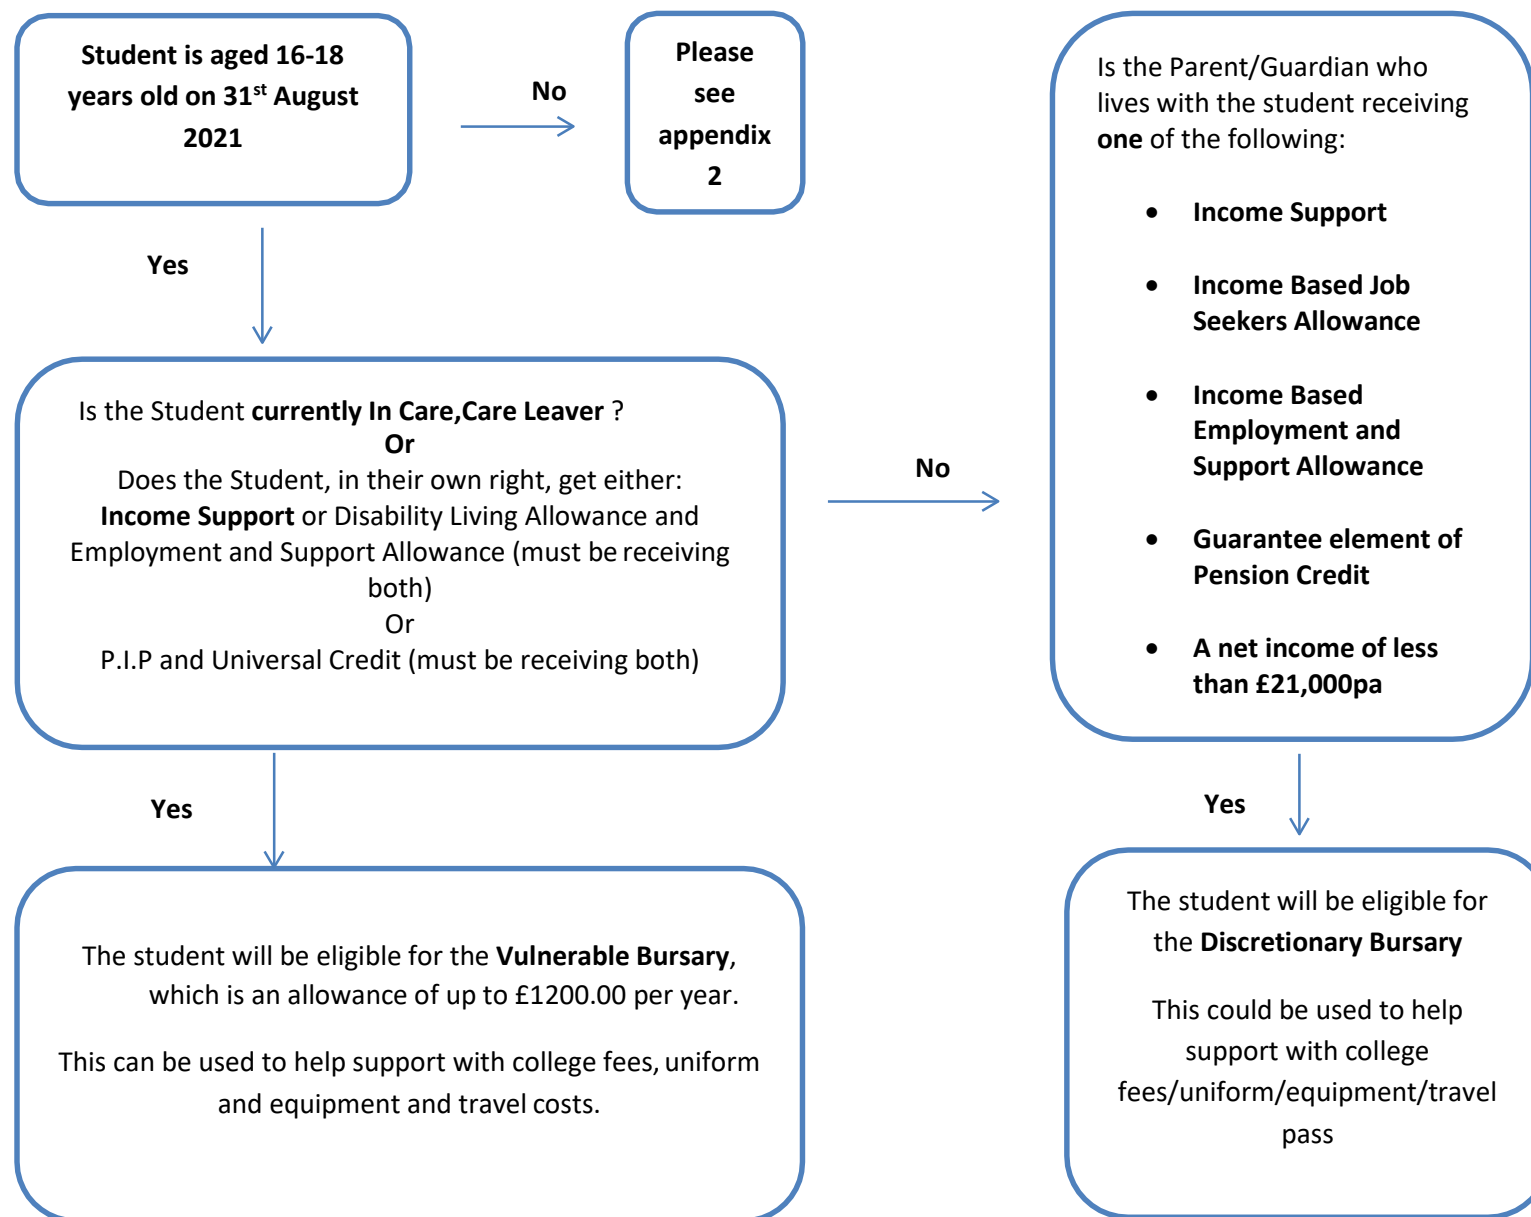 Student is aged 16-18
years old on 31st August
2021
No
Please
see
appendix
2
Yes
Is the Student currently In Care,Care Leaver ?
Or
Does the Student, in their own right, get either:
Income Support or Disability Living Allowance and
Employment and Support Allowance (must be receiving
both)
Or
P.I.P and Universal Credit (must be receiving both)
No
Is the Parent/Guardian who
lives with the student receiving
one of the following:
• Income Support
• Income Based Job
Seekers Allowance
• Income Based
Employment and
Support Allowance
• Guarantee element of
Pension Credit
• A net income of less
than £21,000pa
Yes
The student will be eligible for the Vulnerable Bursary,
which is an allowance of up to £1200.00 per year.
This can be used to help support with college fees, uniform
and equipment and travel costs.
Yes
The student will be eligible for
the Discretionary Bursary
This could be used to help
support with college
fees/uniform/equipment/travel
pass